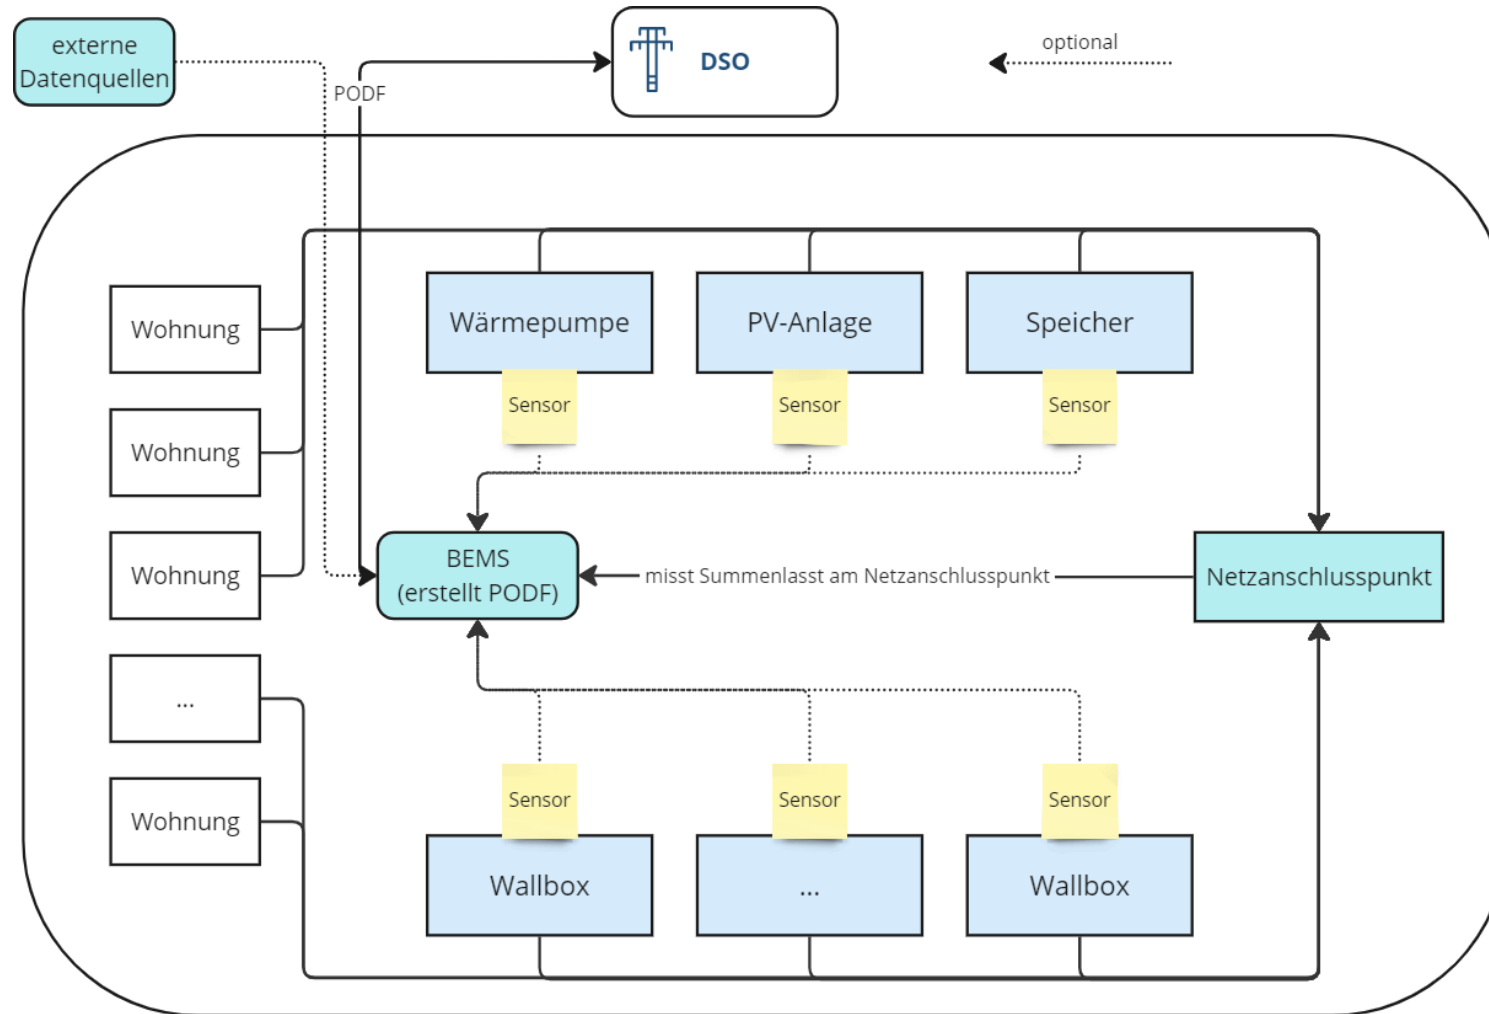 externe
Datenquellen
DSO
optional
PODF
Wohnung
Wärmepumpe
PV-Anlage
Speicher
Sensor
Sensor
Sensor
Wohnung
Wohnung
BEMS
(erstellt PODF)
misst Summenlasst am Netzanschlusspunkt
Netzanschlusspunkt
...
Wohnung
Sensor
Sensor
Sensor
Wallbox
...
Wallbox